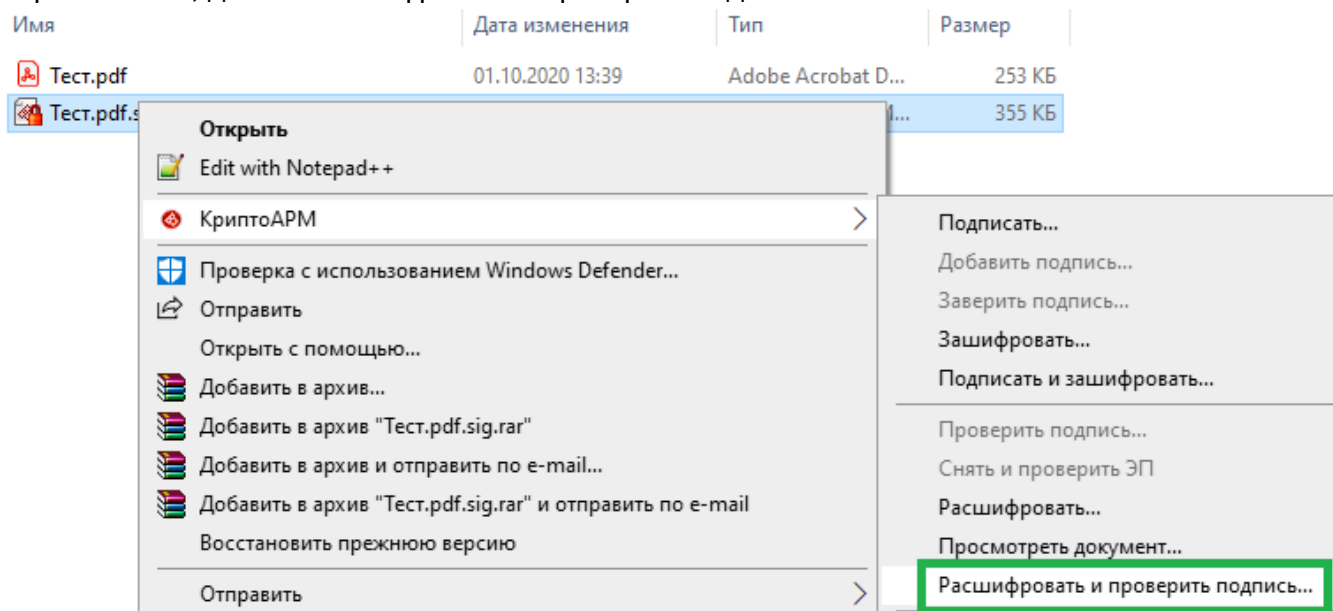 Имя Дата изменения Тип Размер
Тест.pdf 01.10.2020 13:39 Adobe Acrobat D... 253 КБ
Тест.pdf.s 355 КБ
Открыть
Edit with Notepad++
КриптоАРМ
Подписать...
Добавить подпись...
Проверка с использованием Windows Defender...
Отправить
Заверить подпись...
Открыть с помощью...
Зашифровать...
Добавить в архив...
Подписать и зашифровать...
Добавить в архив "Тест.pdf.sig.rar"
Проверить подпись...
Добавить в архив и отправить по e-mail...
Снять и проверить ЭП
Добавить в архив "Тест.pdf.sig.rar" и отправить по e-mail
Расшифровать...
Восстановить прежнюю версию
Просмотреть документ...
Отправить
Расшифровать и проверить подпись...